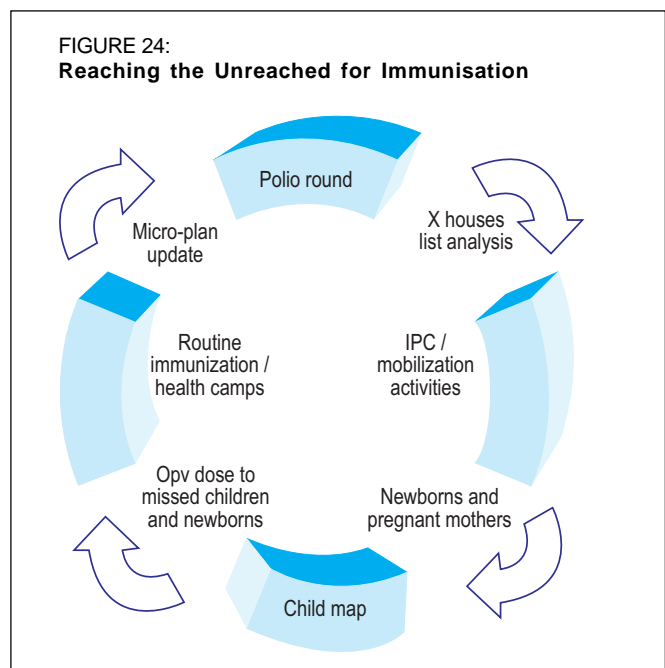 FIGURE 24:
Reaching the Unreached for Immunisation
Polio round
X houses
list analysis
IPC /
mobilization
activities
Newborns and
pregnant mothers
Child map
Opv dose to
missed children
and newborns
Routine
immunization /
health camps
Micro-plan
update